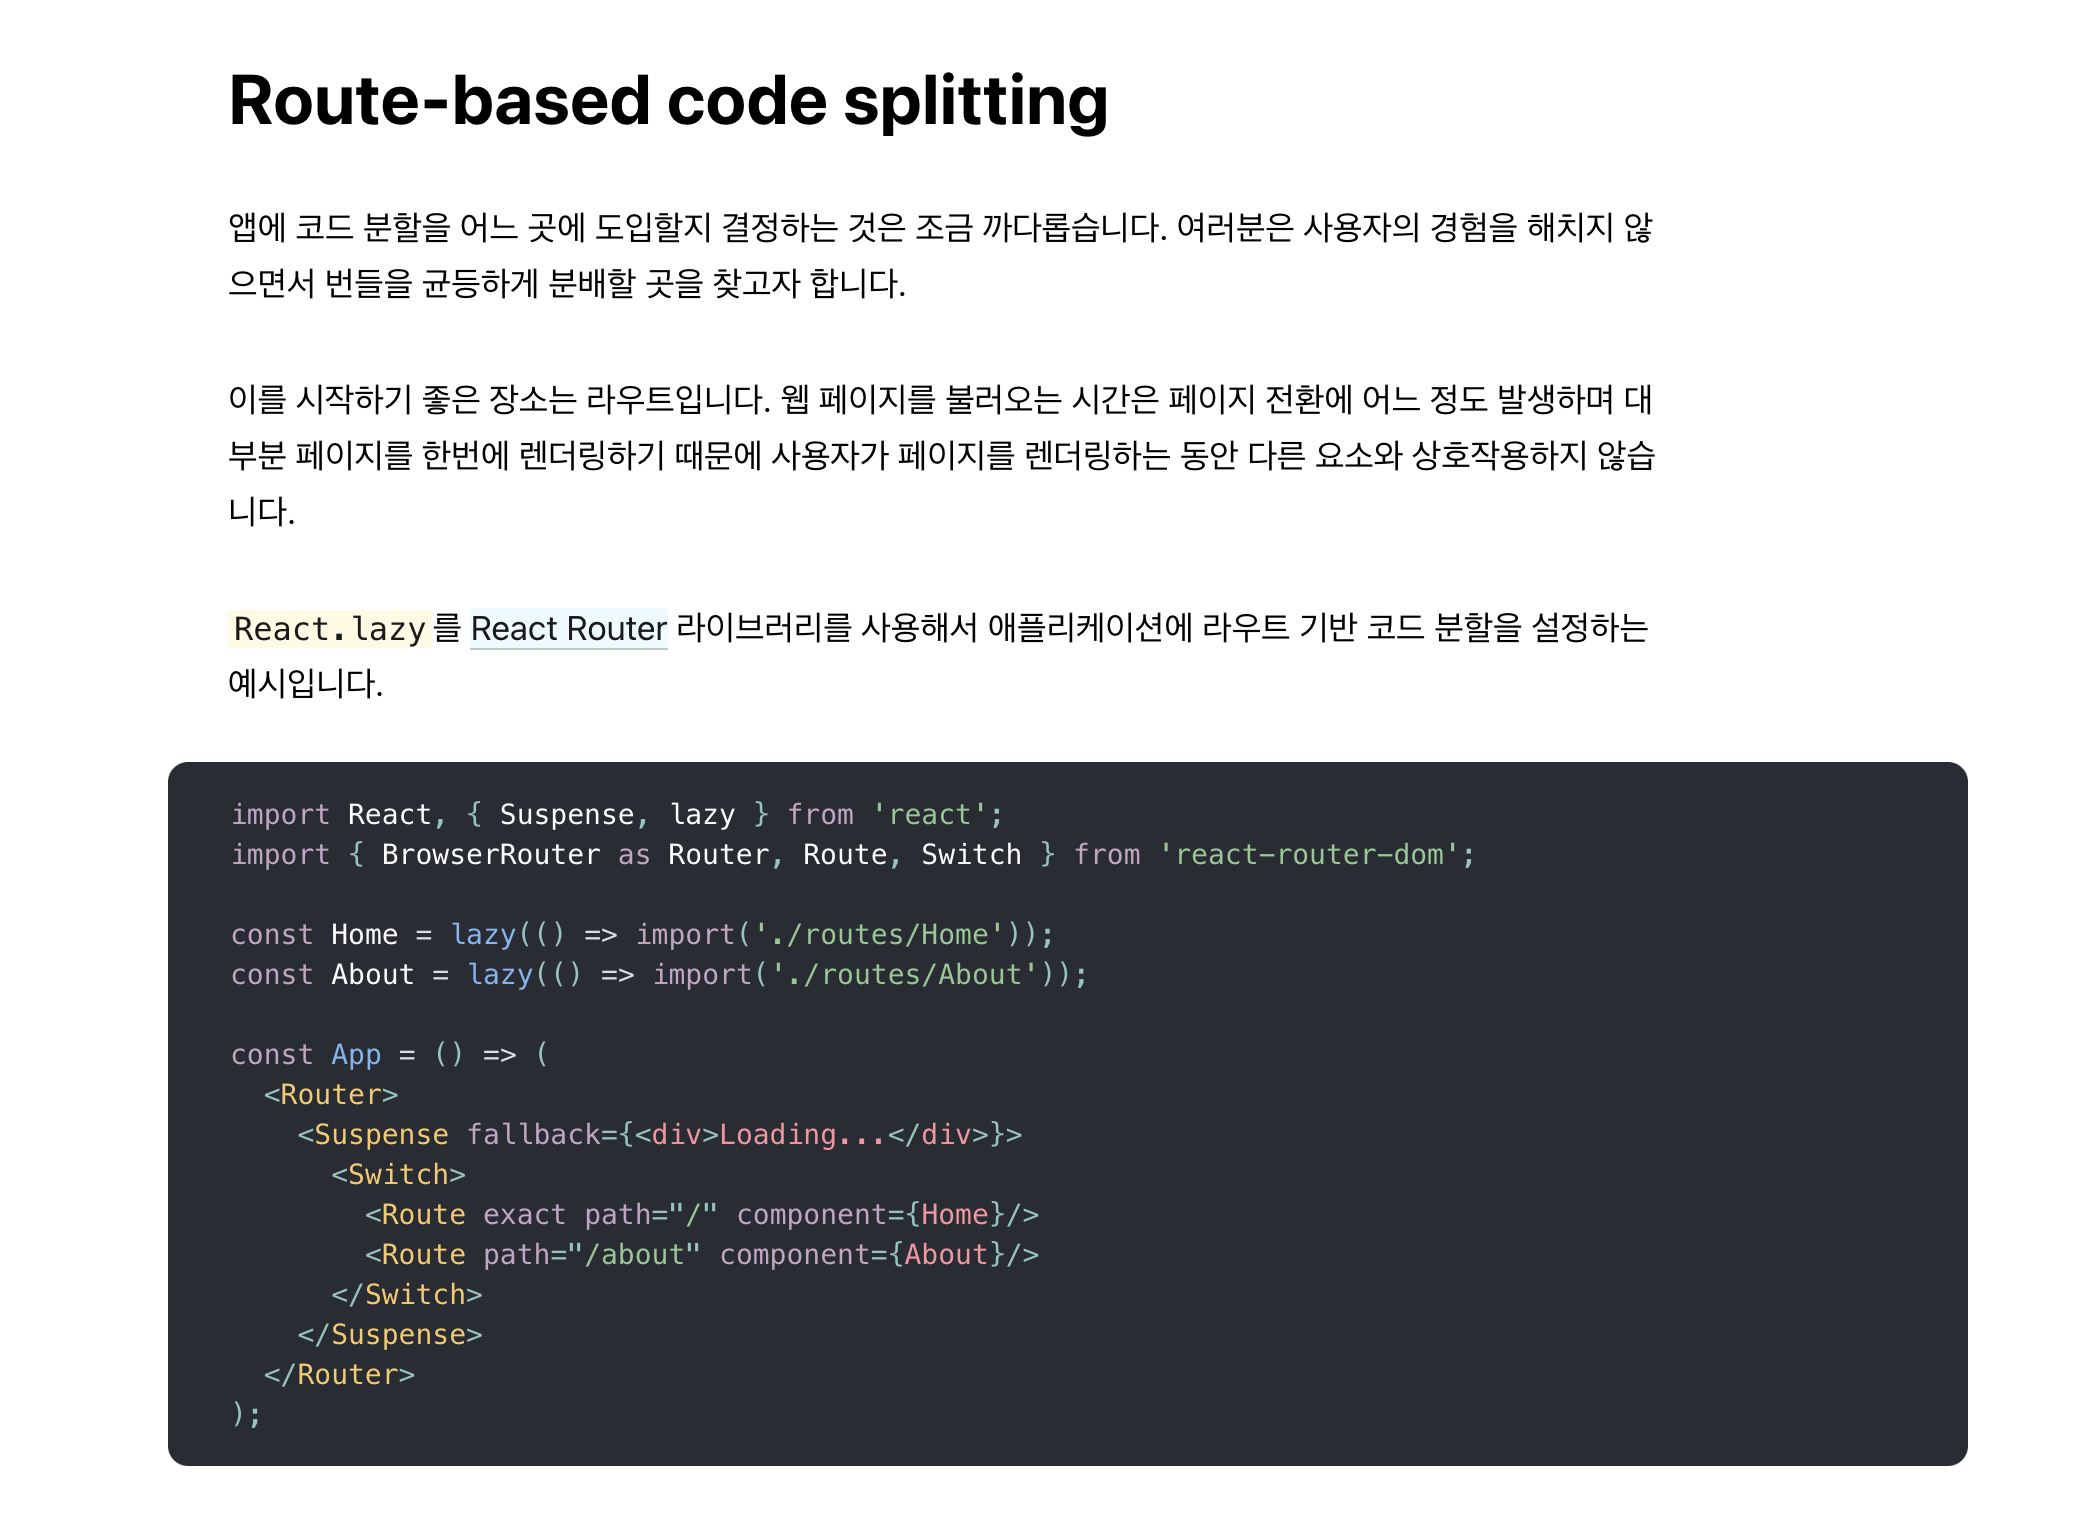 Route-based code splitting
앱에 코드 분할을 어느 곳에 도입할지 결정하는 것은 조금 까다롭습니다. 여러분은 사용자의 경험을 해치지 않
으면서 번들을 균등하게 분배할 곳을 찾고자 합니다.
이를 시작하기 좋은 장소는 라우트입니다. 웹 페이지를 불러오는 시간은 페이지 전환에 어느 정도 발생하며 대
부분 페이지를 한번에 렌더링하기 때문에 사용자가 페이지를 렌더링하는 동안 다른 요소와 상호작용하지 않습
니다.
React.lazy를 React Router 라이브러리를 사용해서 애플리케이션에 라우트 기반 코드 분할을 설정하는
예시입니다.
import React, { Suspense, lazy } from 'react';
import { BrowserRouter as Router, Route, Switch } from 'react-router-dom';
const Home = lazy(() => import('./routes/Home'));
const About = lazy(() => import('./routes/About'));
const App = () => (
  <Router>
    <Suspense fallback={<div>Loading...</div>}>
      <Switch>
        <Route exact path="/" component={Home}/>
        <Route path="/about" component={About}/>
      </Switch>
    </Suspense>
  </Router>
);